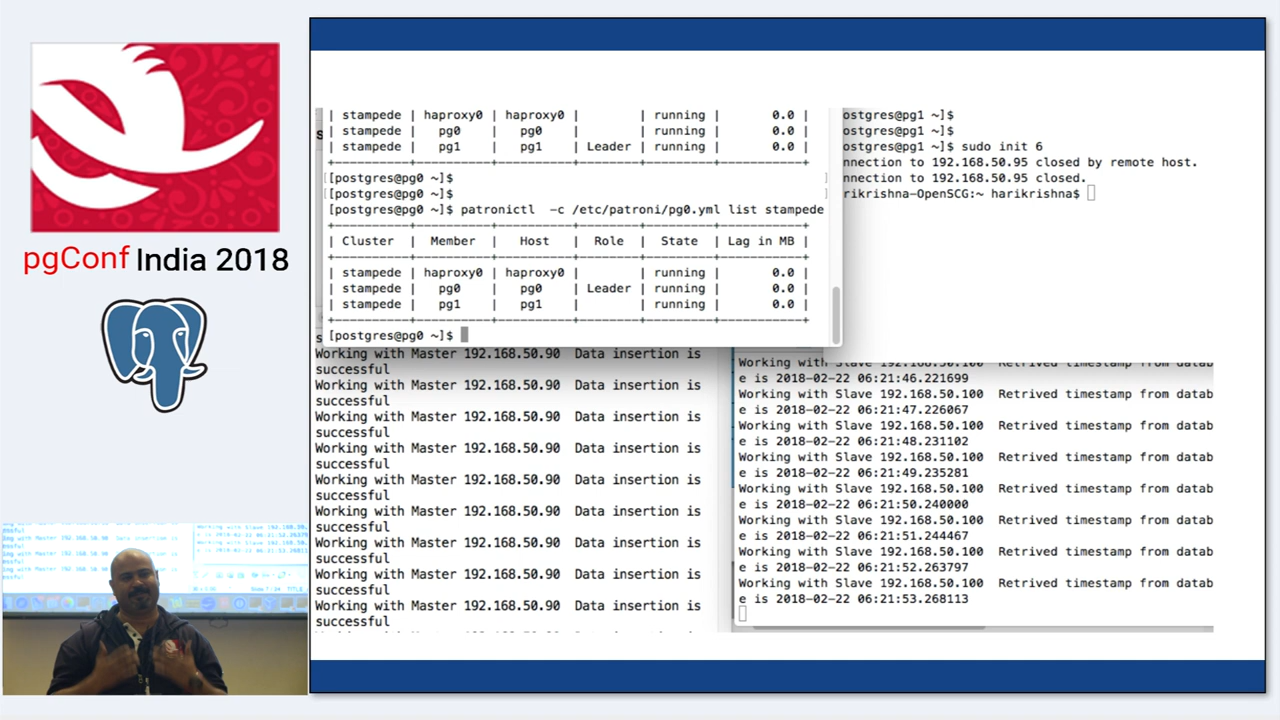 pgConf India 2018
| stampede | haproxy0 | haproxy0 | | running | 0.0 |
| stampede | pg0 | pg0 | | running | 0.0 |
| stampede | pg1 | pg1 | Leader | running | 0.0 |
[postgres@pg0 ~]$
[postgres@pg0 ~]$
[postgres@pg0 ~]$ patronictl -c /etc/patroni/pg0.yml list stampede
| Cluster | Member | Host | Role | State | Lag in MB |
| stampede | haproxy0 | haproxy0 | | running | 0.0 |
| stampede | pg0 | pg0 | Leader | running | 0.0 |
| stampede | pg1 | pg1 | | running | 0.0 |
[postgres@pg0 ~]$
ostgres@pg1 ~]$
ostgres@pg1 ~]$
ostgres@pg1 ~]$ sudo init 6
nnection to 192.168.50.95 closed by remote host.
nnection to 192.168.50.95 closed.
rikrishna-OpenSCG:~ harikrishna$
Working with Master 192.168.50.90 Data insertion is
successful
Working with Master 192.168.50.90 Data insertion is
successful
Working with Master 192.168.50.90 Data insertion is
successful
Working with Master 192.168.50.90 Data insertion is
successful
Working with Master 192.168.50.90 Data insertion is
successful
Working with Master 192.168.50.90 Data insertion is
successful
Working with Master 192.168.50.90 Data insertion is
successful
Working with Master 192.168.50.90 Data insertion is
successful
Working with Master 192.168.50.90 Data insertion is
successful
Working with Slave 192.168.50.100 Retrived timestamp from datab
e is 2018-02-22 06:21:46.221699
Working with Slave 192.168.50.100 Retrived timestamp from datab
e is 2018-02-22 06:21:47.226067
Working with Slave 192.168.50.100 Retrived timestamp from datab
e is 2018-02-22 06:21:48.231102
Working with Slave 192.168.50.100 Retrived timestamp from datab
e is 2018-02-22 06:21:49.235281
Working with Slave 192.168.50.100 Retrived timestamp from datab
e is 2018-02-22 06:21:50.240000
Working with Slave 192.168.50.100 Retrived timestamp from datab
e is 2018-02-22 06:21:51.244467
Working with Slave 192.168.50.100 Retrived timestamp from datab
e is 2018-02-22 06:21:52.263797
Working with Slave 192.168.50.100 Retrived timestamp from datab
e is 2018-02-22 06:21:53.268113